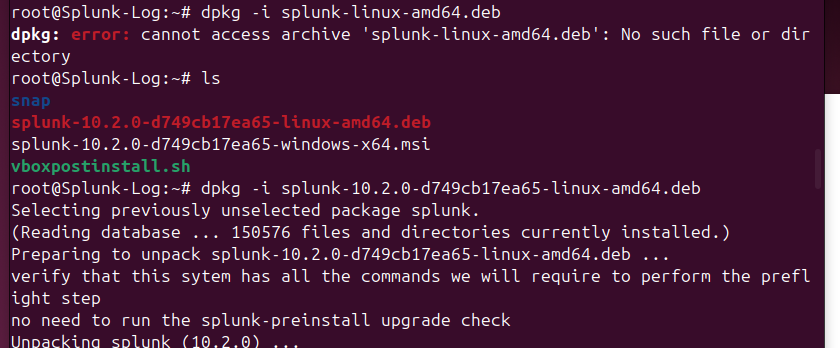 root@Splunk-Log:~# dpkg -i splunk-linux-amd64.deb
dpkg: error: cannot access archive 'splunk-linux-amd64.deb': No such file or dir
ectory
root@Splunk-Log:~# ls
snap
splunk-10.2.0-d749cb17ea65-linux-amd64.deb
splunk-10.2.0-d749cb17ea65-windows-x64.msi
vboxpostinstall.sh
root@Splunk-Log:~# dpkg -i splunk-10.2.0-d749cb17ea65-linux-amd64.deb
Selecting previously unselected package splunk.
(Reading database ... 150576 files and directories currently installed.)
Preparing to unpack splunk-10.2.0-d749cb17ea65-linux-amd64.deb ...
verify that this sytem has all the commands we will require to perform the prefl
ight step
no need to run the splunk-preinstall upgrade check
Unpacking splunk (10.2.0) ...